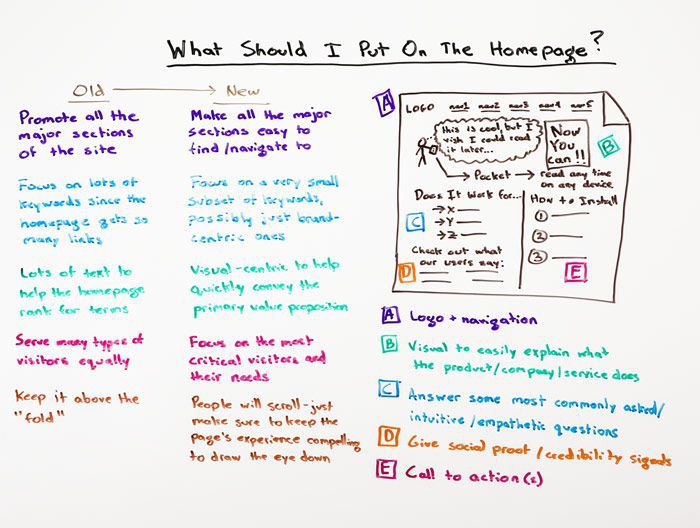 What Should I Put On The Homepage?
Old
New
Promote all the
major sections
of the site
Focus on lots of
keywords since the
homepage gets so
many links
Lots of text to
help the homepage
rank for terms
Serve many types of
visitors equally
Keep it above the
"fold"
Make all the major
sections easy to
find/navigate to
Focus on a very small
subset of keywords,
possibly just brand-
centric ones
Visual-centric to help
quickly convey the
primary value proposition
Focus on the most
critical visitors and
their needs
People will scroll-just
make sure to keep the
page's experience compelling
to draw the eye down
A
LOGO nav1 nav2 nav3 nav4 nav5
this is cool, but I
wish I could read
it later...
Now
You
can!!
B
Pocket
read any time
on any device
Does It Work for...
C
X
Y
Z
Check out what
our users say:
D
How to Install
1
2
3
E
A Logo + navigation
B Visual to easily explain what
the product/company/service does
C Answer some most commonly asked/
intuitive/empathetic questions
D Give social proof/credibility signals
E Call to action(s)